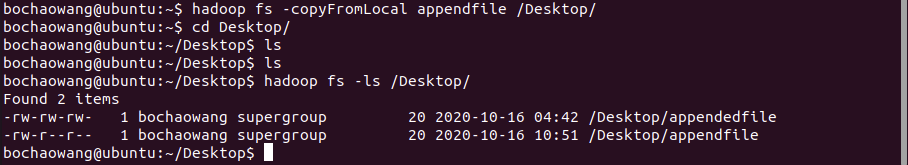 bochaowang@ubuntu:~$ hadoop fs -copyFromLocal appendfile /Desktop/
bochaowang@ubuntu:~$ cd Desktop/
bochaowang@ubuntu:~/Desktop$ ls
bochaowang@ubuntu:~/Desktop$ ls
bochaowang@ubuntu:~/Desktop$ hadoop fs -ls /Desktop/
Found 2 items
-rw-rw-rw-   1 bochaowang supergroup         20 2020-10-16 04:42 /Desktop/appendedfile
-rw-r--r--   1 bochaowang supergroup         20 2020-10-16 10:51 /Desktop/appendfile
bochaowang@ubuntu:~/Desktop$